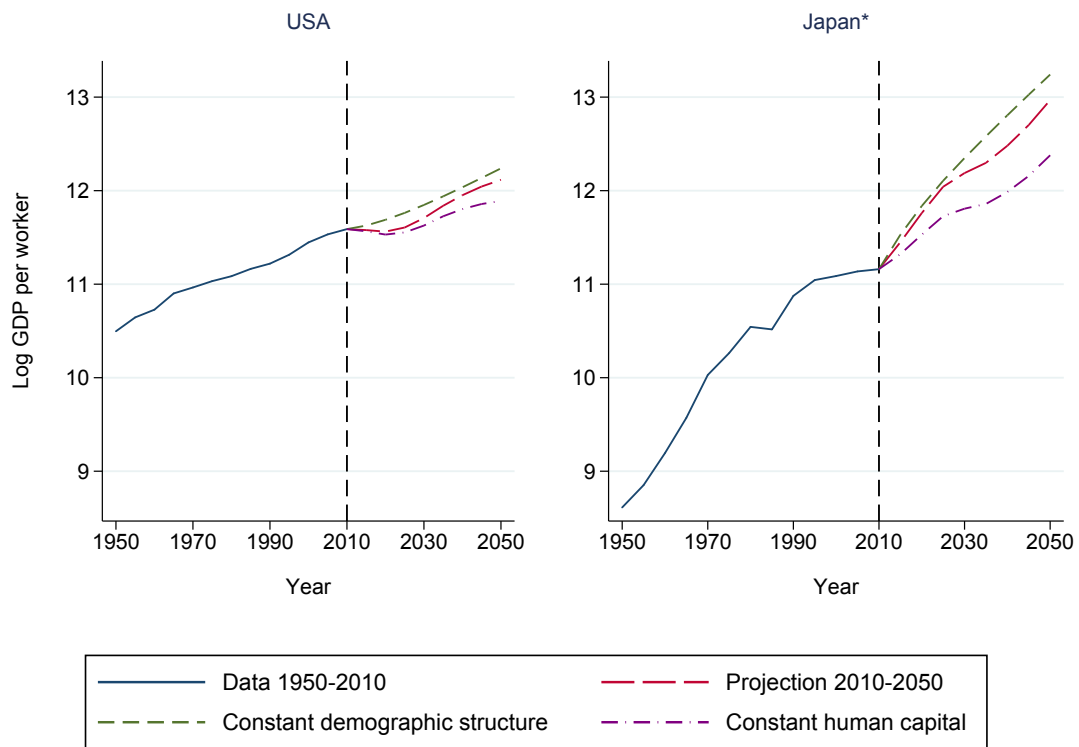 USA
Japan*
Log GDP per worker
13
12
11
10
9
13
12
11
10
9
1950 1970 1990 2010 2030 2050
1950 1970 1990 2010 2030 2050
Year
Year
Data 1950-2010
Projection 2010-2050
Constant demographic structure
Constant human capital